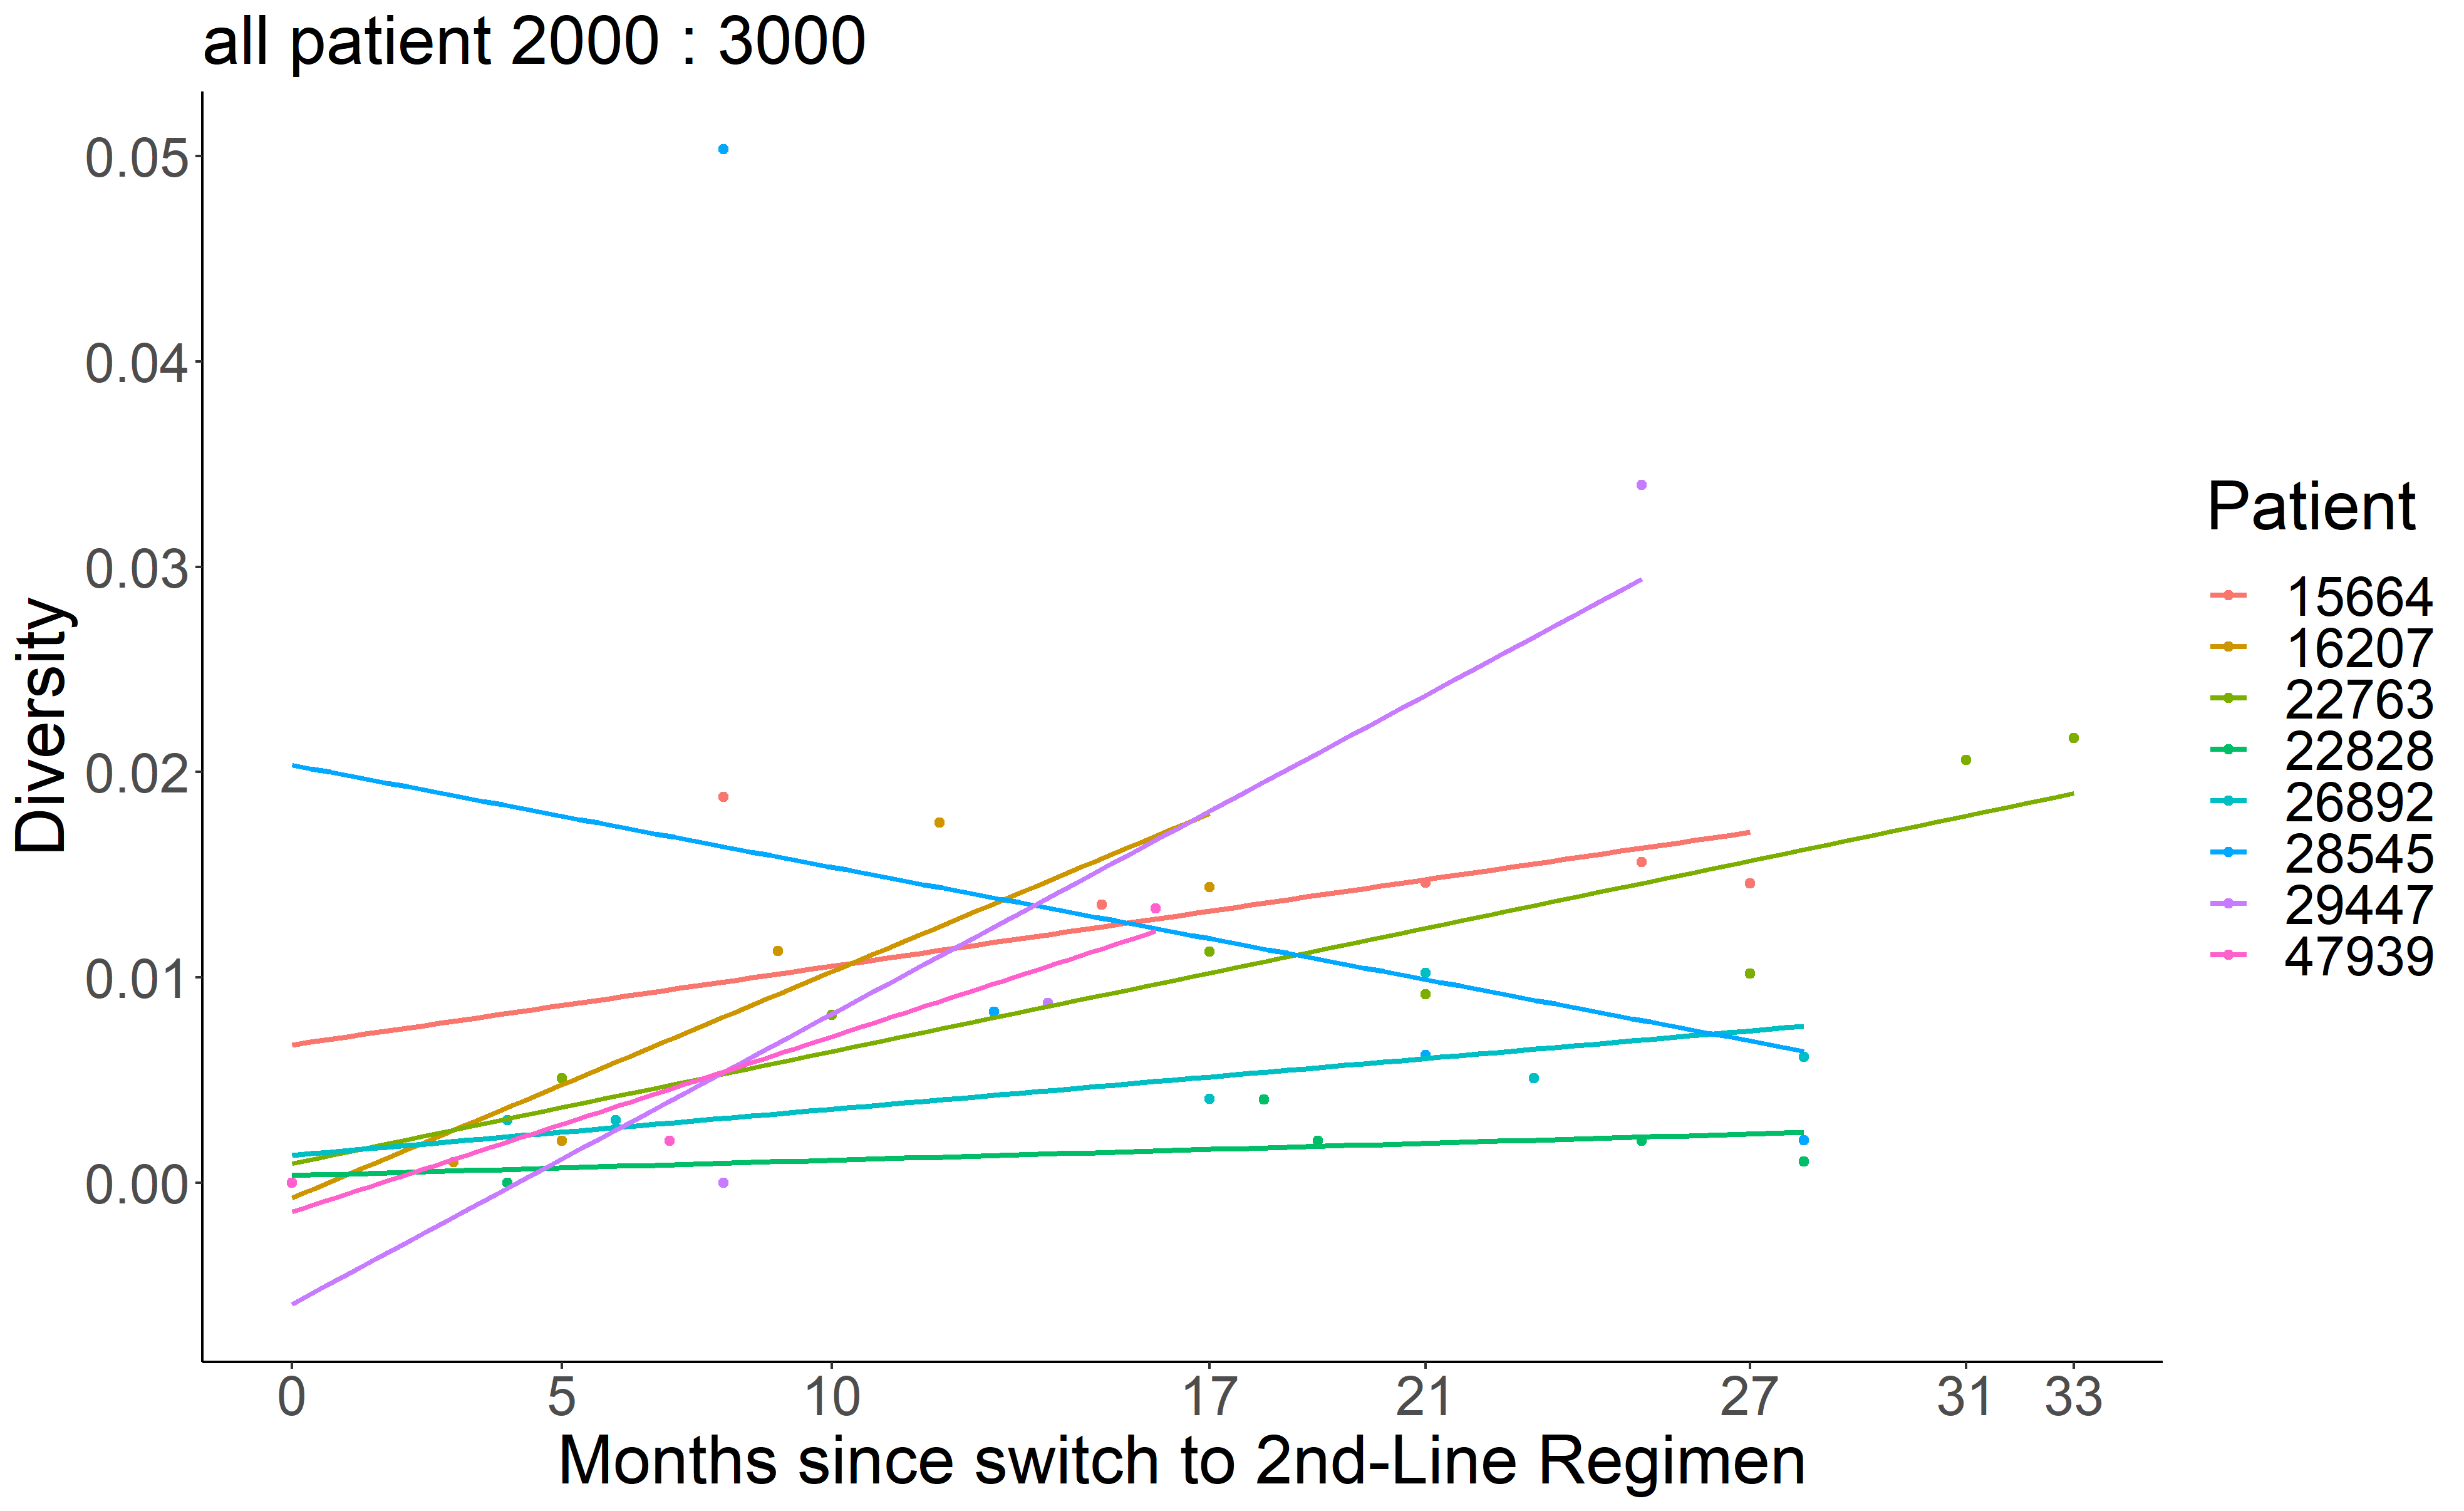 all patient 2000 : 3000
0.05
0.04
0.03
0.02
0.01
0.00
Diversity
0 5 10 17 21 27 31 33
Months since switch to 2nd-Line Regimen
Patient
15664
16207
22763
22828
26892
28545
29447
47939